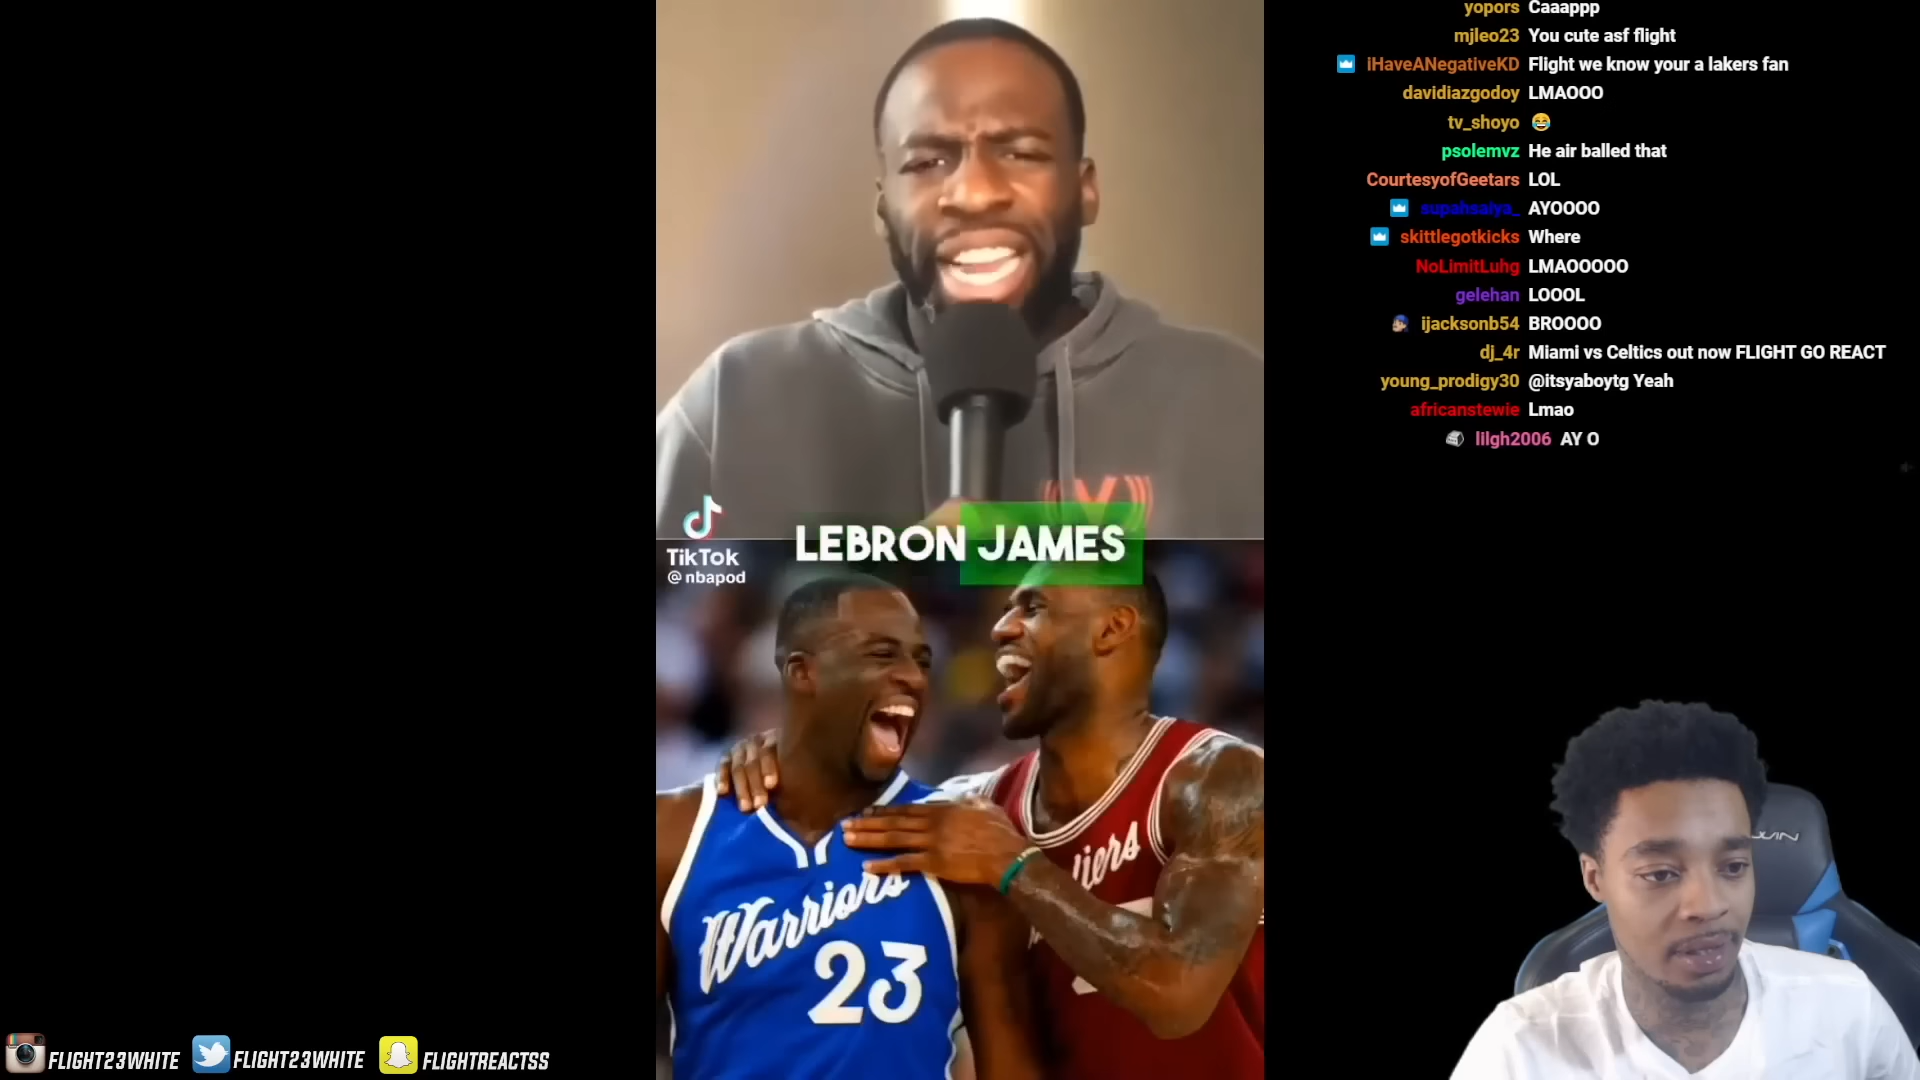 yopors Caaappp
mjleo23 You cute asf flight
iHaveANegativeKD Flight we know your a lakers fan
davidiazgodoy LMAOOO
tv_shoyo 😂
psolemvz He air balled that
CourtesyofGeetars LOL
supahsaiya_ AYOOOO
skittlegotkicks Where
NoLimitLuhg LMAOOOOO
gelehan LOOOL
ijacksonb54 BROOOO
dj_4r Miami vs Celtics out now FLIGHT GO REACT
young_prodigy30 @itsyaboytg Yeah
africanstewie Lmao
lilgh2006 AY O
LEBRON JAMES
TikTok
@nbapod
Warriors
23
FLIGHT23WHITE
FLIGHT23WHITE
FLIGHTREACTSS